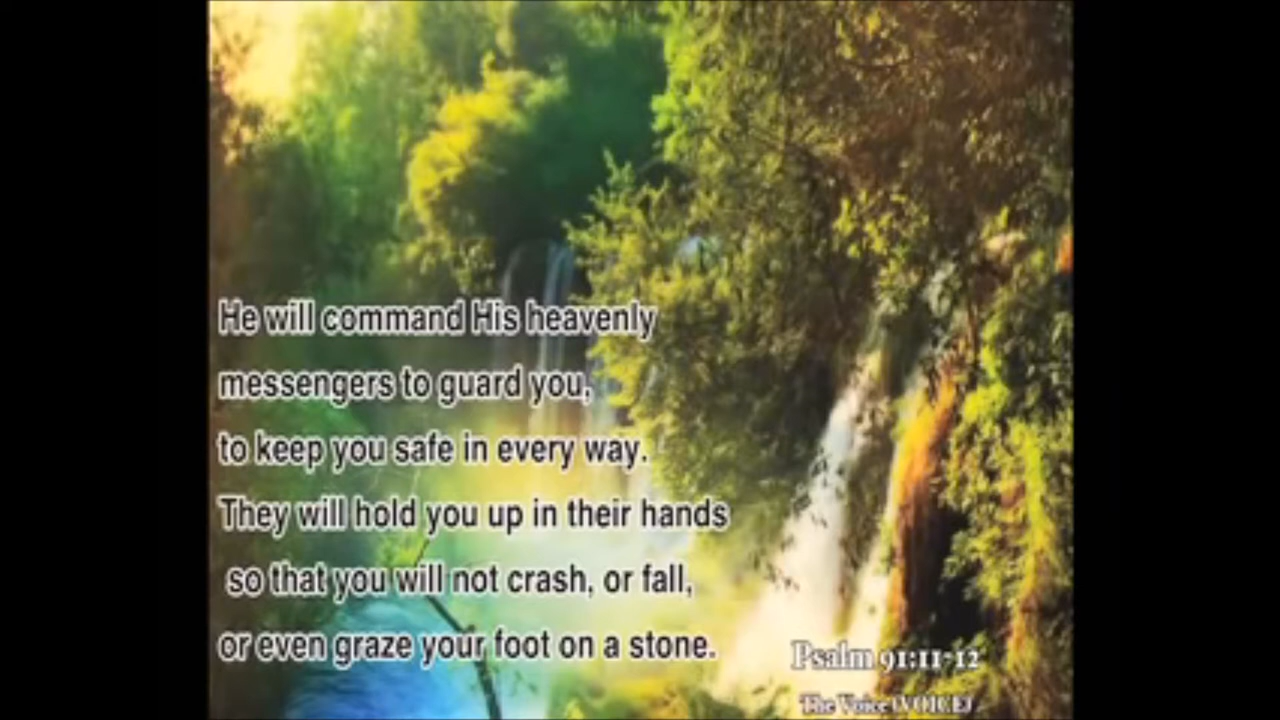 He will command His heavenly
messengers to guard you,
to keep you safe in every way.
They will hold you up in their hands
so that you will not crash, or fall,
or even graze your foot on a stone.
Psalm 91:11-12
The Voice (VOICE)